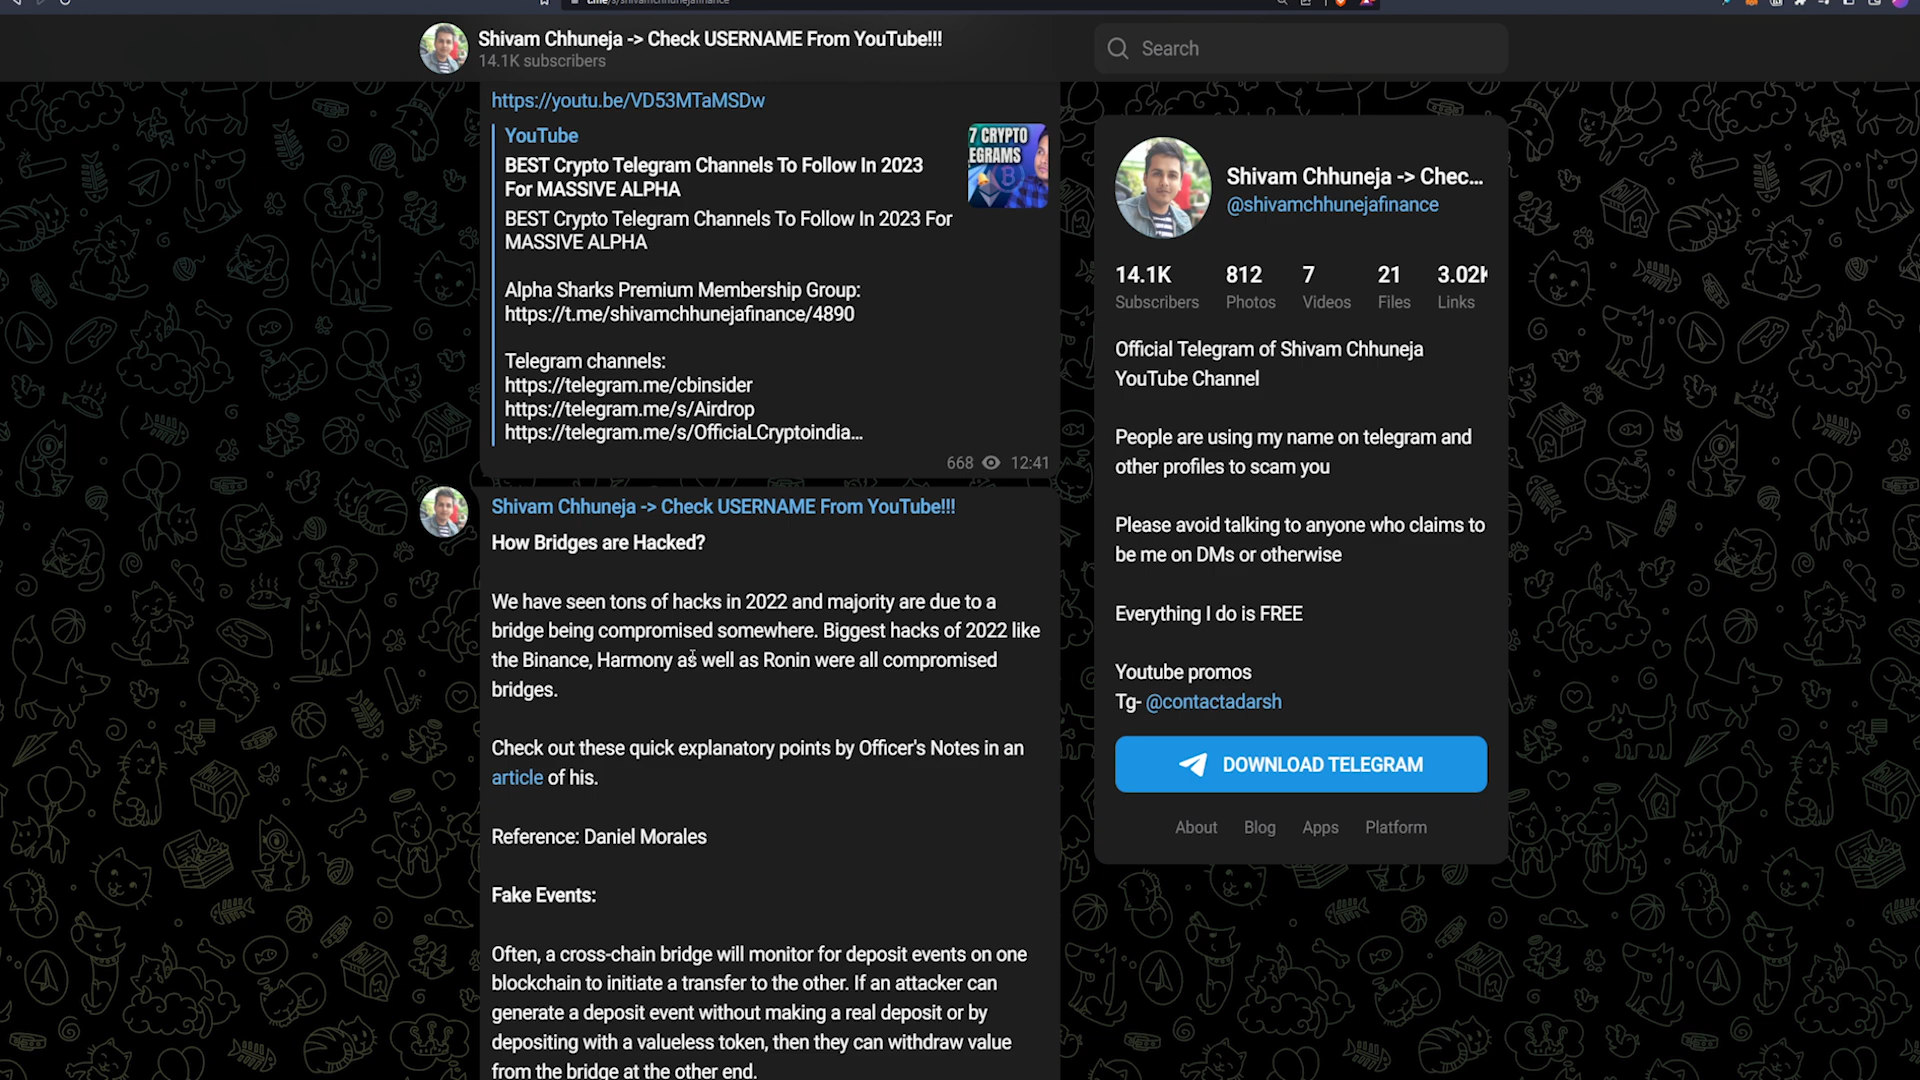 Shivam Chhuneja -> Check USERNAME From YouTube!!!
14.1K subscribers
Search
https://youtu.be/VD53MTaMSDw
YouTube
BEST Crypto Telegram Channels To Follow In 2023
For MASSIVE ALPHA
BEST Crypto Telegram Channels To Follow In 2023 For
MASSIVE ALPHA
Alpha Sharks Premium Membership Group:
https://t.me/shivamchhunejafinance/4890
Telegram channels:
https://telegram.me/cbinsider
https://telegram.me/s/Airdrop
https://telegram.me/s/OfficiaLCryptoindia...
7 CRYPTO
EGRAMS
668 12:41
Shivam Chhuneja -> Check USERNAME From YouTube!!!
How Bridges are Hacked?
We have seen tons of hacks in 2022 and majority are due to a
bridge being compromised somewhere. Biggest hacks of 2022 like
the Binance, Harmony as well as Ronin were all compromised
bridges.
Check out these quick explanatory points by Officer's Notes in an
article of his.
Reference: Daniel Morales
Fake Events:
Often, a cross-chain bridge will monitor for deposit events on one
blockchain to initiate a transfer to the other. If an attacker can
generate a deposit event without making a real deposit or by
depositing with a valueless token, then they can withdraw value
from the bridge at the other end.
Shivam Chhuneja -> Chec...
@shivamchhunejafinance
14.1K 812 7 21 3.02K
Subscribers Photos Videos Files Links
Official Telegram of Shivam Chhuneja
YouTube Channel
People are using my name on telegram and
other profiles to scam you
Please avoid talking to anyone who claims to
be me on DMs or otherwise
Everything I do is FREE
Youtube promos
Tg- @contactadarsh
DOWNLOAD TELEGRAM
About Blog Apps Platform